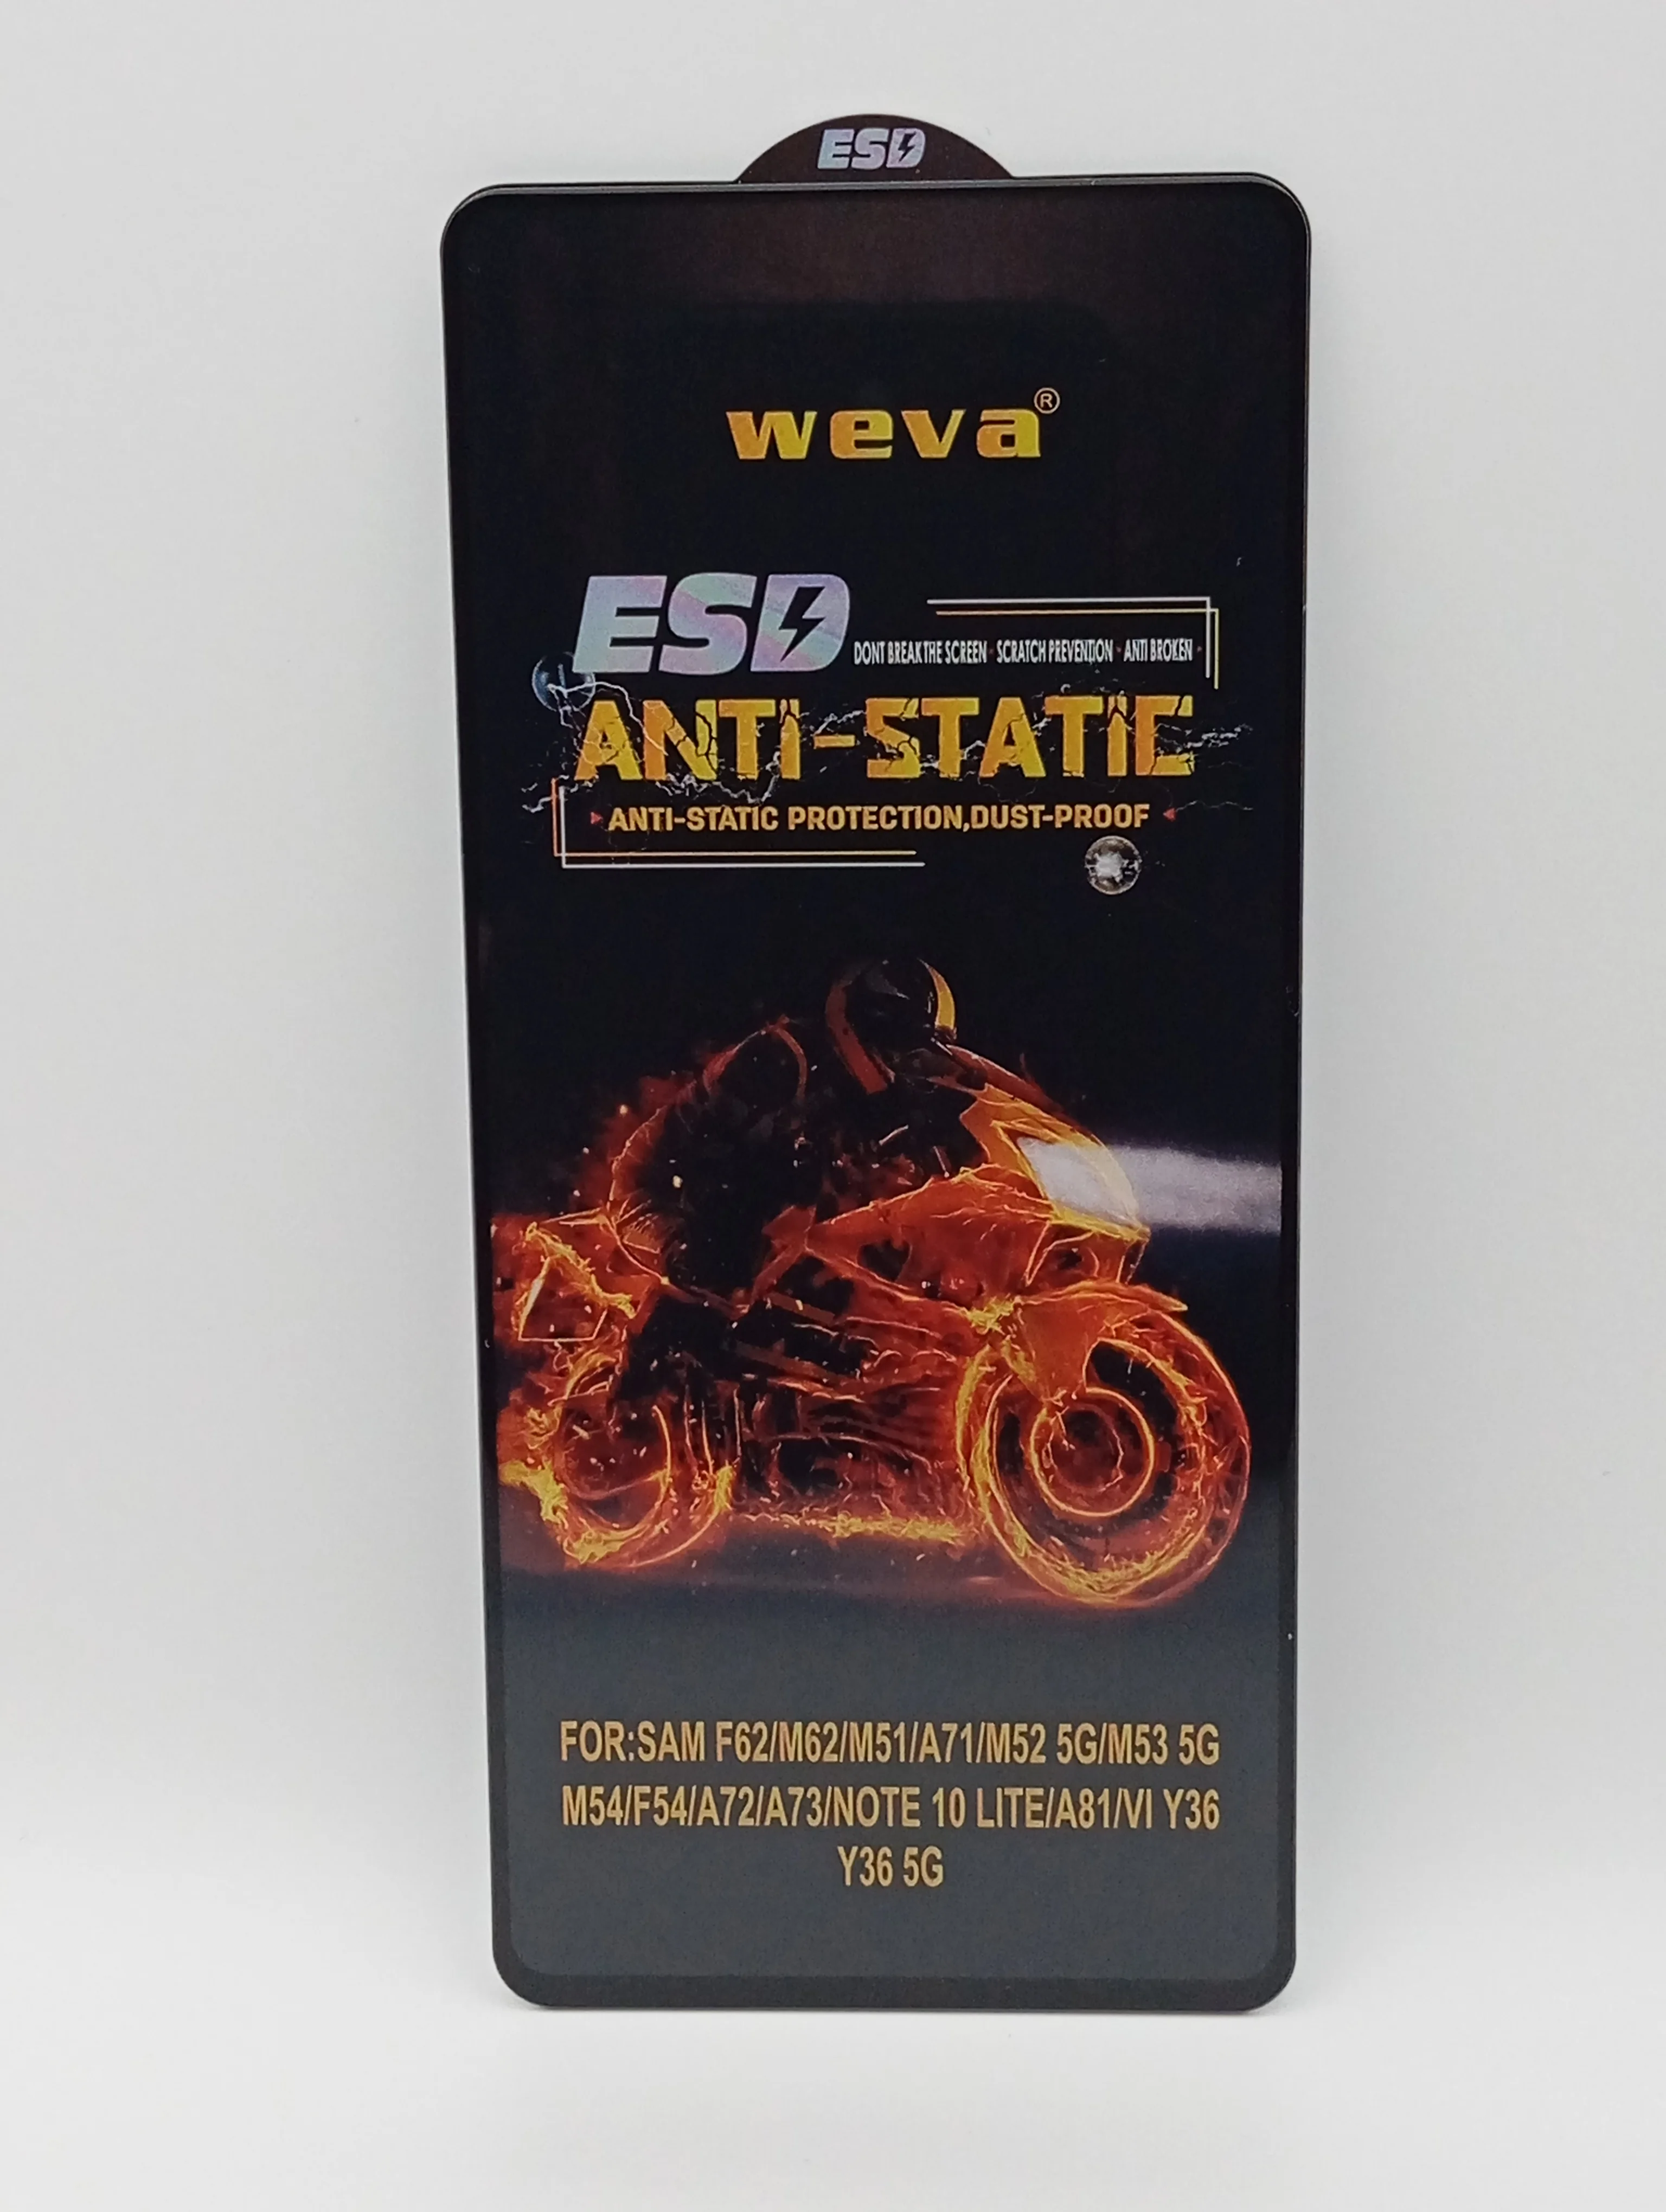 ESD
weva®
ESD
DONT BREAK THE SCREEN · SCRATCH PREVENTION · ANTI BROKEN ·
ANTI-STATIC
ANTI-STATIC PROTECTION,DUST-PROOF
FOR:SAM F62/M62/M51/A71/M52 5G/M53 5G
M54/F54/A72/A73/NOTE 10 LITE/A81/VI Y36
Y36 5G